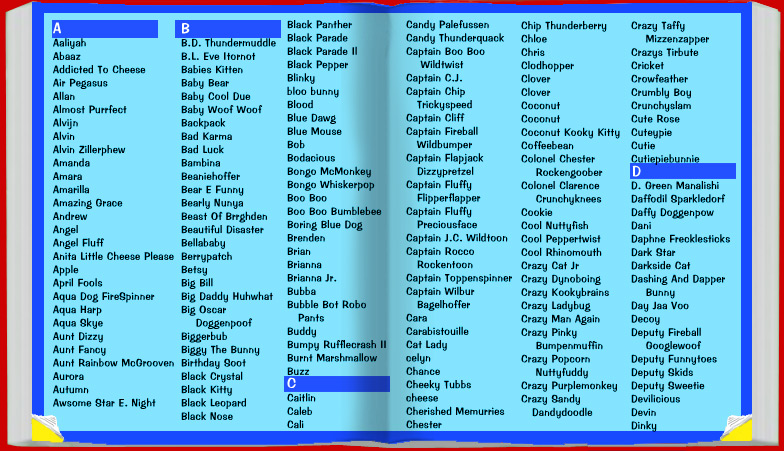 A
Aaliyah
Abaaz
Addicted To Cheese
Air Pegasus
Allan
Almost Purrfect
Alvijn
Alvin
Alvin Zillerphew
Amanda
Amara
Amarilla
Amazing Grace
Andrew
Angel
Angel Fluff
Anita Little Cheese Please
Apple
April Fools
Aqua Dog FireSpinner
Aqua Harp
Aqua Skye
Aunt Dizzy
Aunt Fancy
Aunt Rainbow McGrooven
Aurora
Autumn
Awsome Star E. Night
B
B.D. Thundermuddle
B.L. Eve Itornot
Babies Kitten
Baby Bear
Baby Cool Due
Baby Woof Woof
Backpack
Bad Karma
Bad Luck
Bambina
Beaniehoffer
Bear E Funny
Bearly Nunya
Beast Of Brrghden
Beautiful Disaster
Bellababy
Berrypatch
Betsy
Big Bill
Big Daddy Huhwhat
Big Oscar
Doggenpoof
Biggerbub
Biggy The Bunny
Birthday Soot
Black Crystal
Black Kitty
Black Leopard
Black Nose
Black Panther
Black Parade
Black Parade II
Black Pepper
Blinky
bloo bunny
Blood
Blue Dawg
Blue Mouse
Bob
Bodacious
Bongo McMonkey
Bongo Whiskerpop
Boo Boo
Boo Boo Bumblebee
Boring Blue Dog
Brenden
Brian
Brianna
Brianna Jr.
Bubba
Bubble Bot Robo
Pants
Buddy
Bumpy Rufflecrash II
Burnt Marshmallow
Buzz
C
Caitlin
Caleb
Cali
Candy Palefussen
Candy Thunderquack
Captain Boo Boo
Wildtwist
Captain C.J.
Captain Chip
Trickyspeed
Captain Cliff
Captain Fireball
Wildbumper
Captain Flapjack
Dizzypretzel
Captain Fluffy
Flipperflapper
Captain Fluffy
Preciousface
Captain J.C. Wildtoon
Captain Rocco
Rockentoon
Captain Toppenspinner
Captain Wilbur
Bagelhoffer
Cara
Carabistouille
Cat Lady
celyn
Chance
Cheeky Tubbs
cheese
Cherished Memurries
Chester
Chip Thunderberry
Chloe
Chris
Clodhopper
Clover
Clover
Coconut
Coconut
Coconut Kooky Kitty
Coffeebean
Colonel Chester
Rockengoober
Colonel Clarence
Crunchyknees
Cookie
Cool Nuttyfish
Cool Peppertwist
Cool Rhinomouth
Crazy Cat Jr
Crazy Dynoboing
Crazy Kookybrains
Crazy Ladybug
Crazy Man Again
Crazy Pinky
Bumpenmuffin
Crazy Popcorn
Nuttyfuddy
Crazy Purplemonkey
Crazy Sandy
Dandydoodle
Crazy Taffy
Mizzenzapper
Crazys Tirbute
Cricket
Crowfeather
Crumbly Boy
Crunchyslam
Cute Rose
Cuteypie
Cutie
Cutiepiebunnie
D
D. Green Manalishi
Daffodil Sparkledorf
Daffy Doggenpow
Dani
Daphne Frecklesticks
Dark Star
Darkside Cat
Dashing And Dapper
Bunny
Day Jaa Voo
Decoy
Deputy Fireball
Googlewoof
Deputy Funnytoes
Deputy Skids
Deputy Sweetie
Devilicious
Devin
Dinky